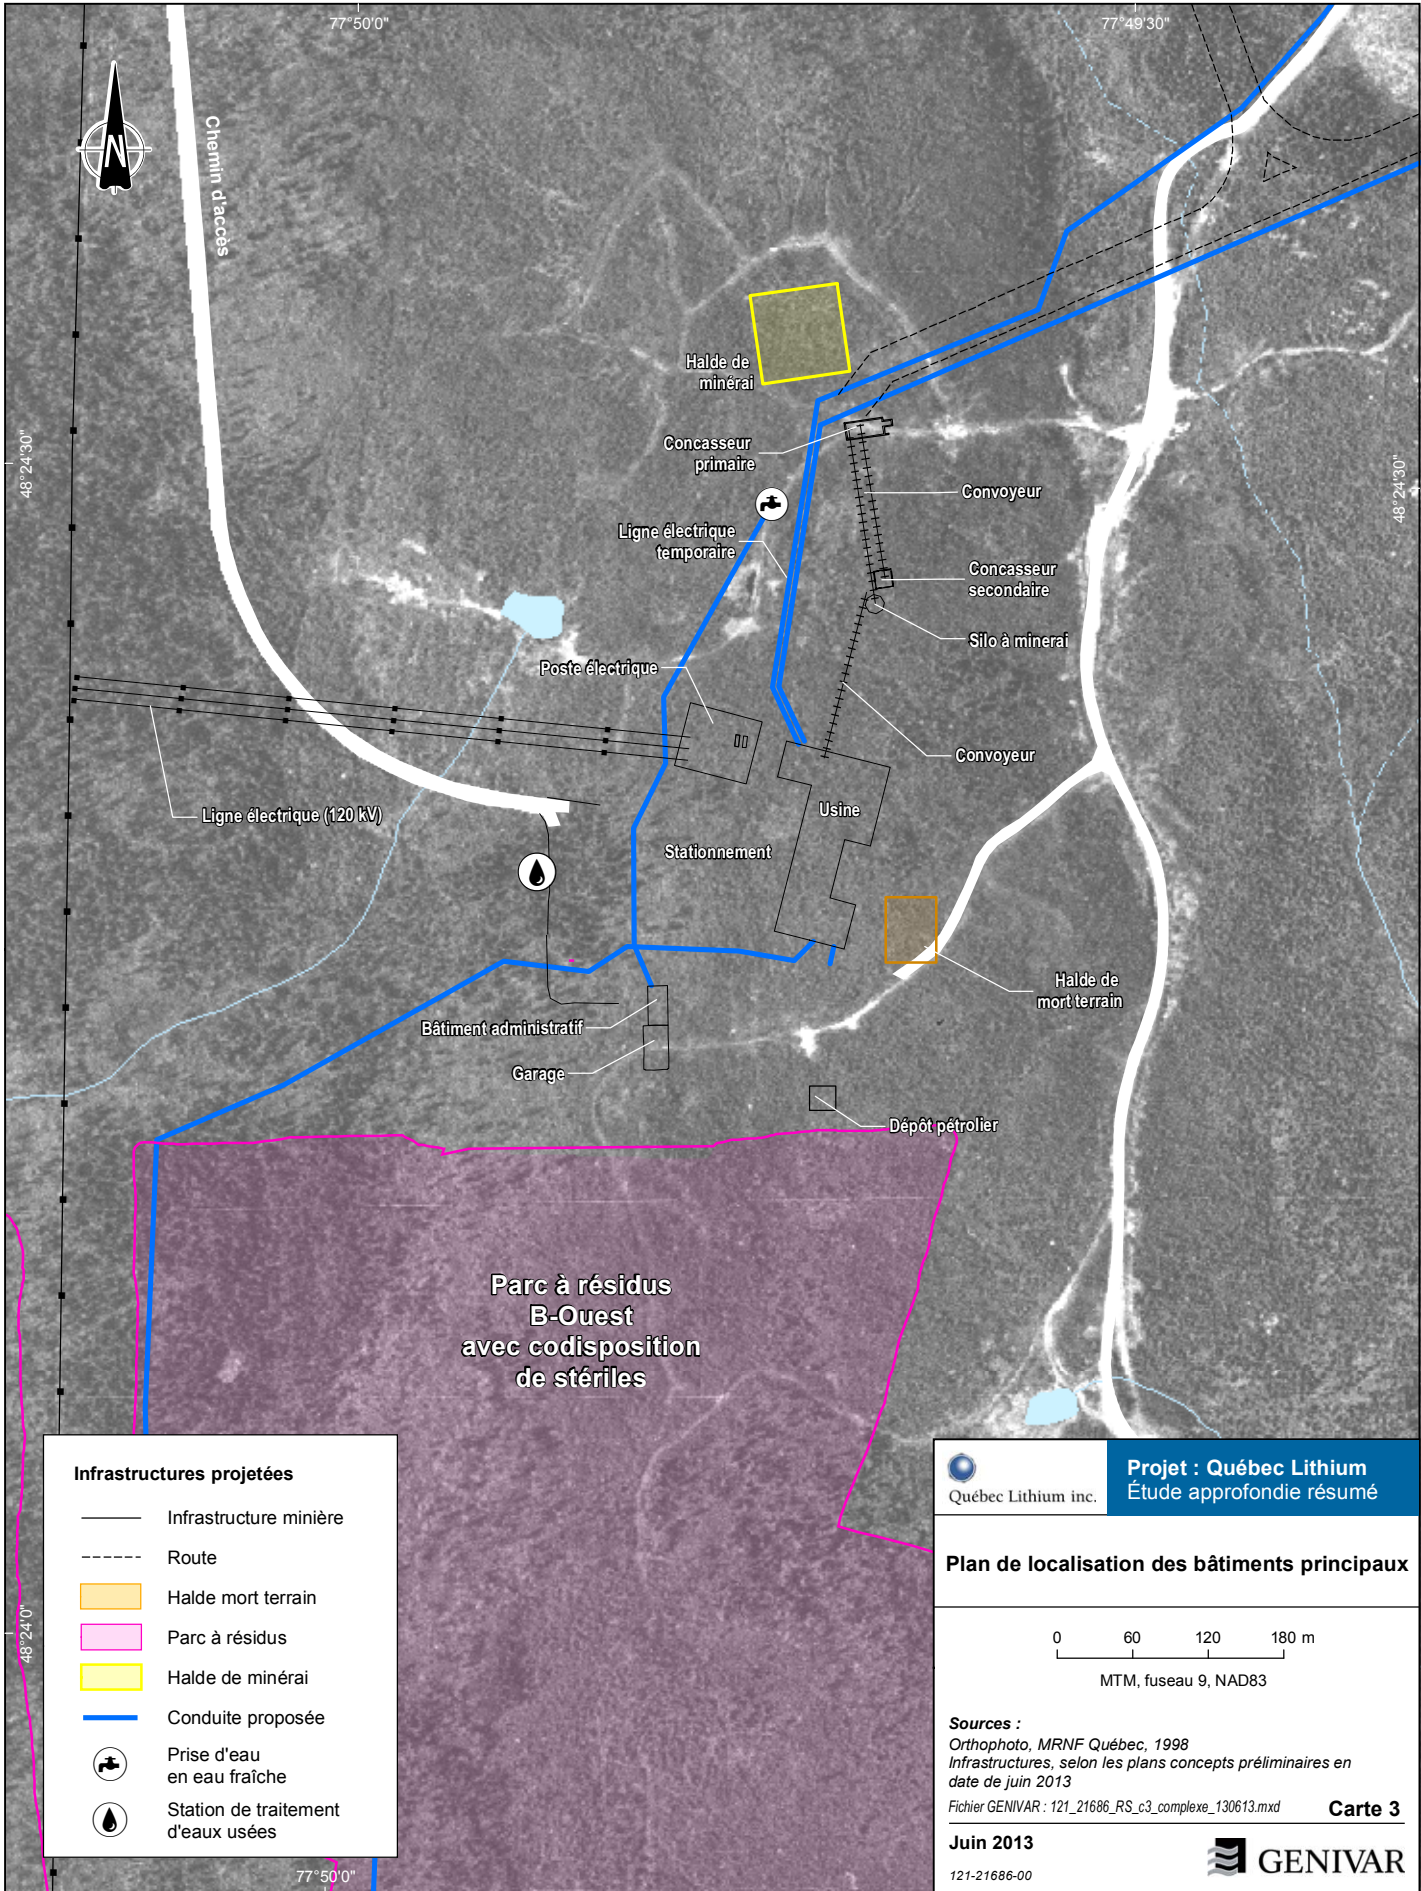 77°50'0"
77°49'30"
N
Chemin d'accès
48°24'30"
48°24'30"
Halde de
minérai
Concasseur
primaire
Convoyeur
Ligne électrique
temporaire
Concasseur
secondaire
Silo à minerai
Poste électrique
Convoyeur
Ligne électrique (120 kV)
Usine
Stationnement
Halde de
mort terrain
Bâtiment administratif
Garage
Dépôt pétrolier
Parc à résidus
B-Ouest
avec codisposition
de stériles
48°24'0"
77°50'0"
Infrastructures projetées
Infrastructure minière
Route
Halde mort terrain
Parc à résidus
Halde de minérai
Conduite proposée
Prise d'eau
en eau fraîche
Station de traitement
d'eaux usées
Québec Lithium inc.
Projet : Québec Lithium
Étude approfondie résumé
Plan de localisation des bâtiments principaux
0 60 120 180 m
MTM, fuseau 9, NAD83
Sources :
Orthophoto, MRNF Québec, 1998
Infrastructures, selon les plans concepts préliminaires en
date de juin 2013
Fichier GENIVAR : 121_21686_RS_c3_complexe_130613.mxd
Carte 3
Juin 2013
121-21686-00
GENIVAR